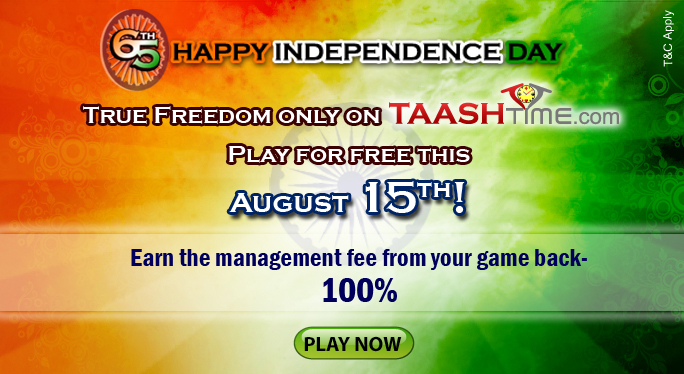 65TH HAPPY INDEPENDENCE DAY
T&C Apply
TRUE FREEDOM ONLY ON TAASHTIME.com
PLAY FOR FREE THIS
AUGUST 15TH!
Earn the management fee from your game back-
100%
PLAY NOW